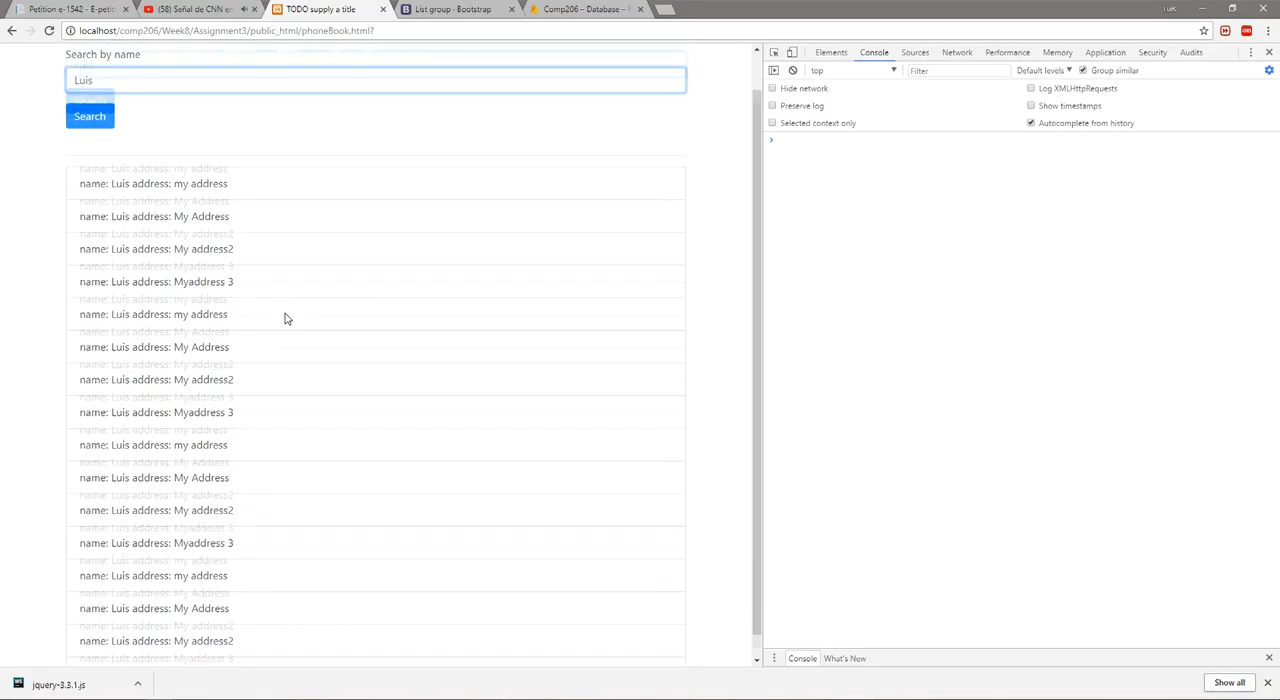 Petition e-1542 - E-petiti
(58) Señal de CNN en
TODO supply a title
List group · Bootstrap
Comp206 – Database – F
Luis
localhost/comp206/Week8/Assignment3/public_html/phoneBook.html?
Search by name
Luis
Search
name: Luis address: my address
name: Luis address: My Address
name: Luis address: My address2
name: Luis address: Myaddress 3
name: Luis address: my address
name: Luis address: My Address
name: Luis address: My address2
name: Luis address: Myaddress 3
name: Luis address: my address
name: Luis address: My Address
name: Luis address: My address2
name: Luis address: Myaddress 3
name: Luis address: my address
name: Luis address: My Address
name: Luis address: My address2
Elements Console Sources Network Performance Memory Application Security Audits
top Filter Default levels Group similar
Hide network Log XMLHttpRequests
Preserve log Show timestamps
Selected context only Autocomplete from history
Console What's New
jquery-3.3.1.js
Show all